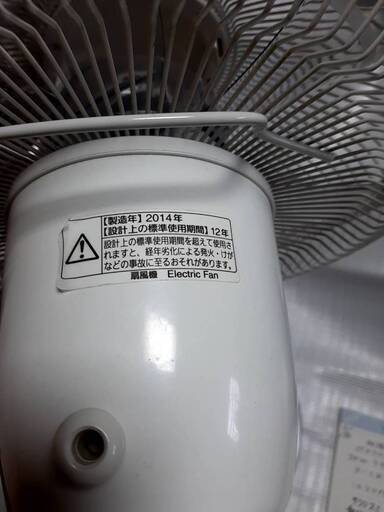 【製造年】2014年
【設計上の標準使用期間】12年
設計上の標準使用期間を超えて使用さ
れますと、経年劣化による発火・けが
などの事故に至るおそれがあります。
扇風機 Electric Fan